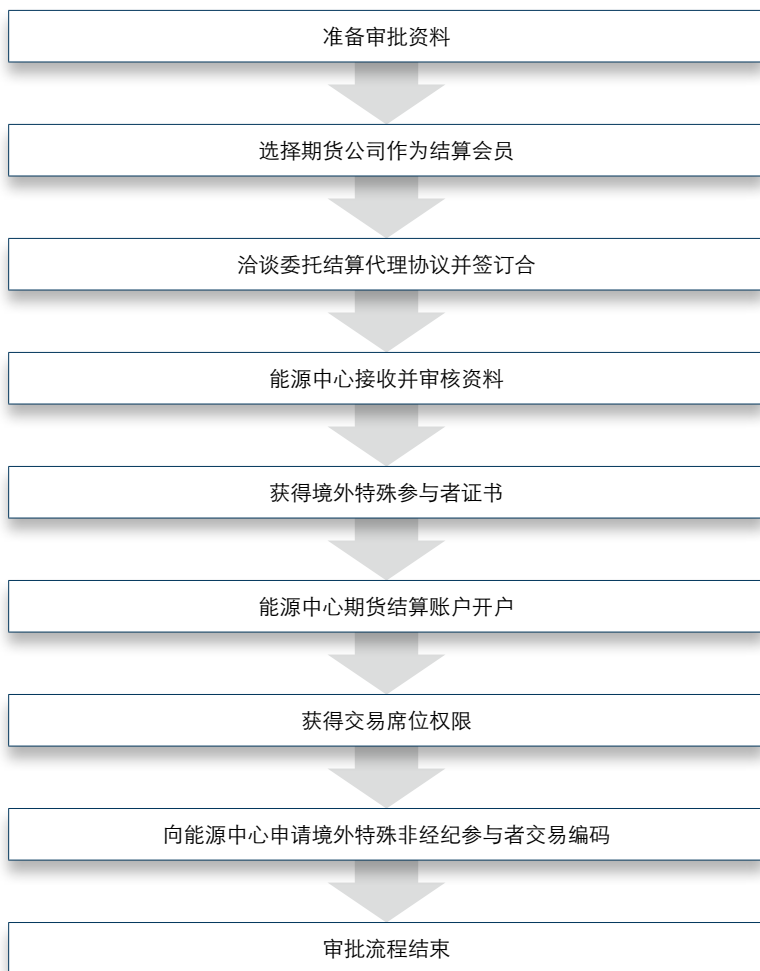 准备审批资料
选择期货公司作为结算会员
洽谈委托结算代理协议并签订合
能源中心接收并审核资料
获得境外特殊参与者证书
能源中心期货结算账户开户
获得交易席位权限
向能源中心申请境外特殊非经纪参与者交易编码
审批流程结束